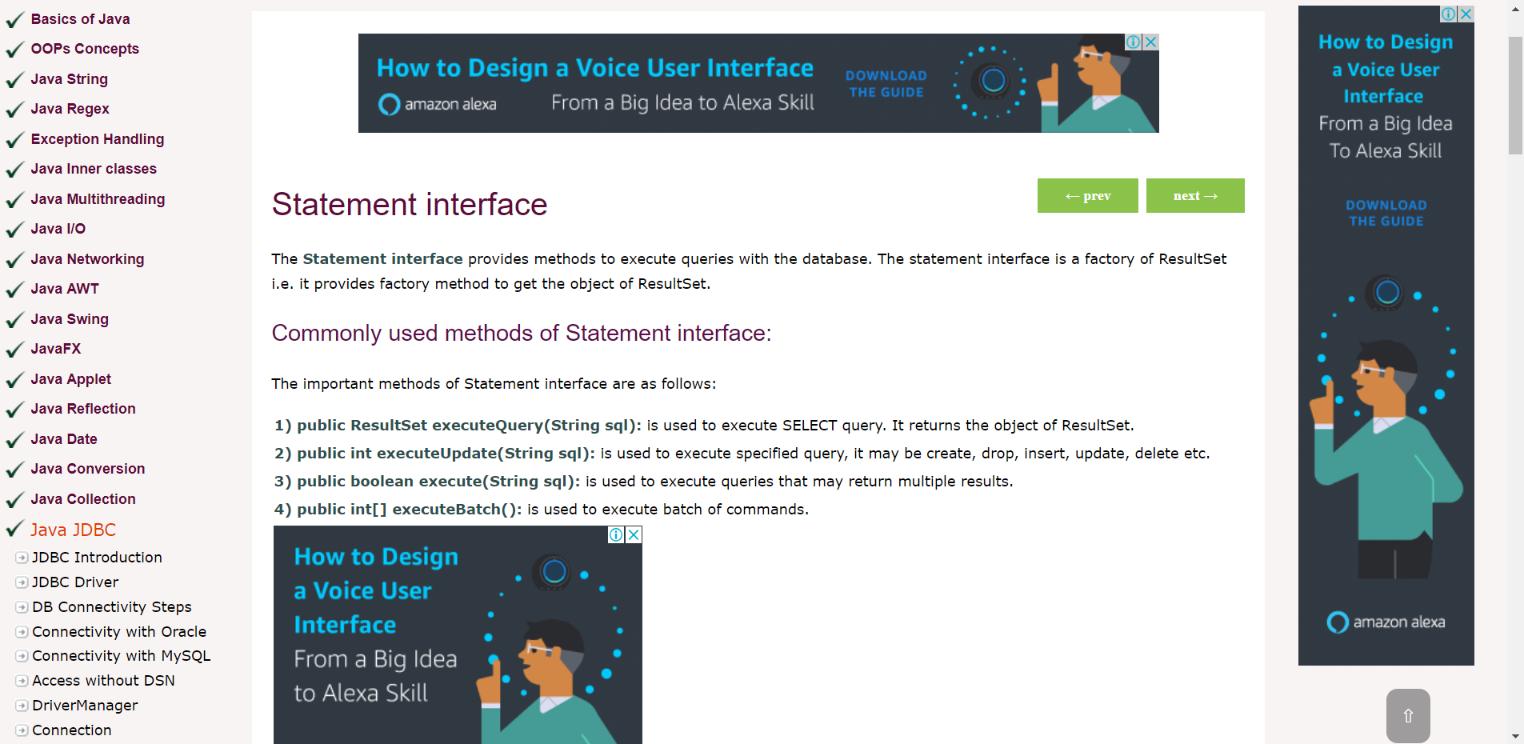 Basics of Java
OOPs Concepts
Java String
Java Regex
Exception Handling
Java Inner classes
Java Multithreading
Java I/O
Java Networking
Java AWT
Java Swing
JavaFX
Java Applet
Java Reflection
Java Date
Java Conversion
Java Collection
Java JDBC
JDBC Introduction
JDBC Driver
DB Connectivity Steps
Connectivity with Oracle
Connectivity with MySQL
Access without DSN
DriverManager
Connection
How to Design a Voice User Interface
amazon alexa From a Big Idea to Alexa Skill
DOWNLOAD
THE GUIDE
Statement interface
← prev
next →
The Statement interface provides methods to execute queries with the database. The statement interface is a factory of ResultSet
i.e. it provides factory method to get the object of ResultSet.
Commonly used methods of Statement interface:
The important methods of Statement interface are as follows:
1) public ResultSet executeQuery(String sql): is used to execute SELECT query. It returns the object of ResultSet.
2) public int executeUpdate(String sql): is used to execute specified query, it may be create, drop, insert, update, delete etc.
3) public boolean execute(String sql): is used to execute queries that may return multiple results.
4) public int[] executeBatch(): is used to execute batch of commands.
How to Design
a Voice User
Interface
From a Big Idea
to Alexa Skill
How to Design
a Voice User
Interface
From a Big Idea
To Alexa Skill
DOWNLOAD
THE GUIDE
amazon alexa